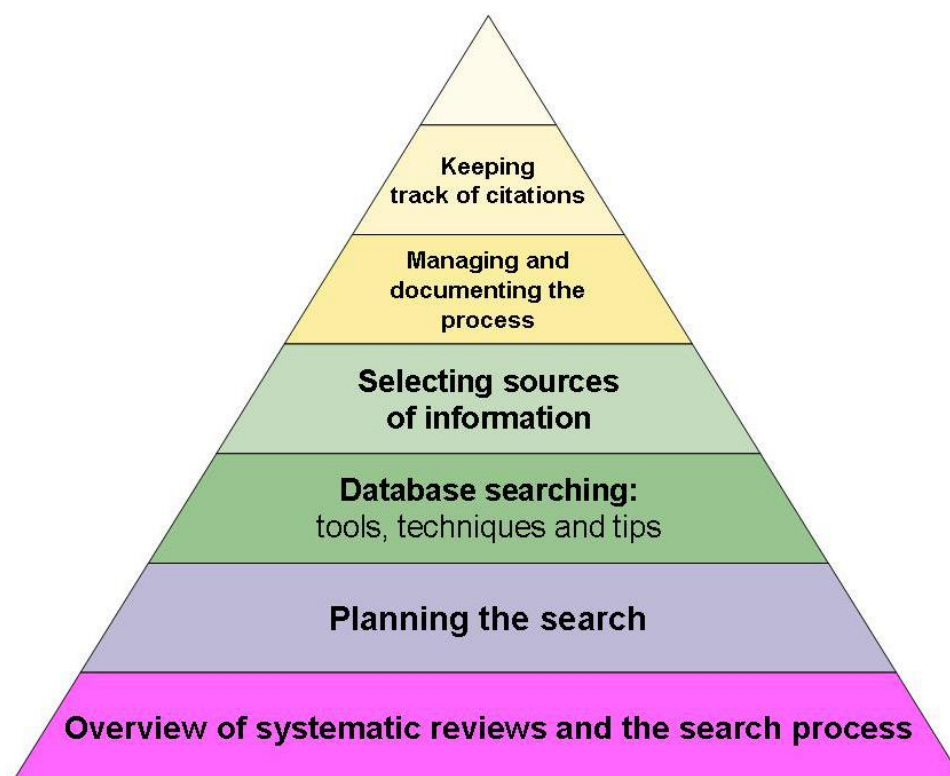 Keeping
track of citations
Managing and
documenting the
process
Selecting sources
of information
Database searching:
tools, techniques and tips
Planning the search
Overview of systematic reviews and the search process